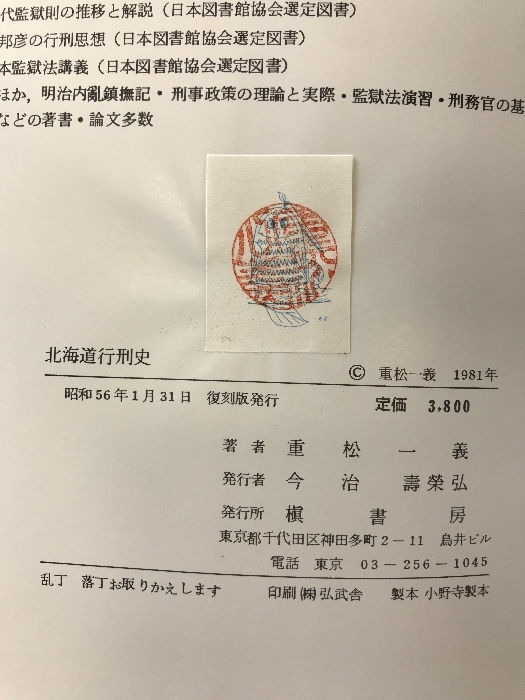 代監獄則の推移と解説（日本図書館協会選定図書）
邦彦の行刑思想（日本図書館協会選定図書）
本監獄法講義（日本図書館協会選定図書）
ほか，明治内亂鎮撫記・刑事政策の理論と実際・監獄法演習・刑務官の基
などの著書・論文多数
北海道行刑史
© 重松一義 1981年
昭和56年1月31日 復刻版発行 定価 3,800
著者 重松一義
発行者 今治壽榮弘
発行所 槇書房
東京都千代田区神田多町2－11 鳥井ビル
電話 東京 03－256－1045
乱丁 落丁お取りかえします 印刷 ㈱弘武舎 製本 小野寺製本